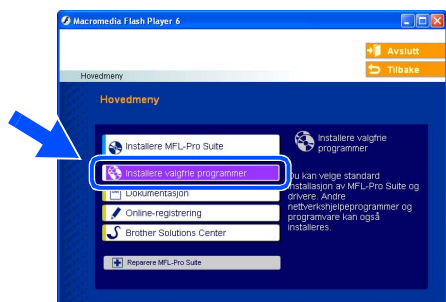 Macromedia Flash Player 6
Avslutt
Tilbake
Hovedmeny
Hovedmeny
Installere MFL-Pro Suite
Installere valgfrie programmer
Dokumentasjon
Online-registrering
Brother Solutions Center
Reparere MFL-Pro Suite
Installere valgfrie
programmer
Du kan velge standard
installasjon av MFL-Pro Suite og
drivere. Andre
nettverkshjelpeprogrammer og
programvare kan også
installeres.